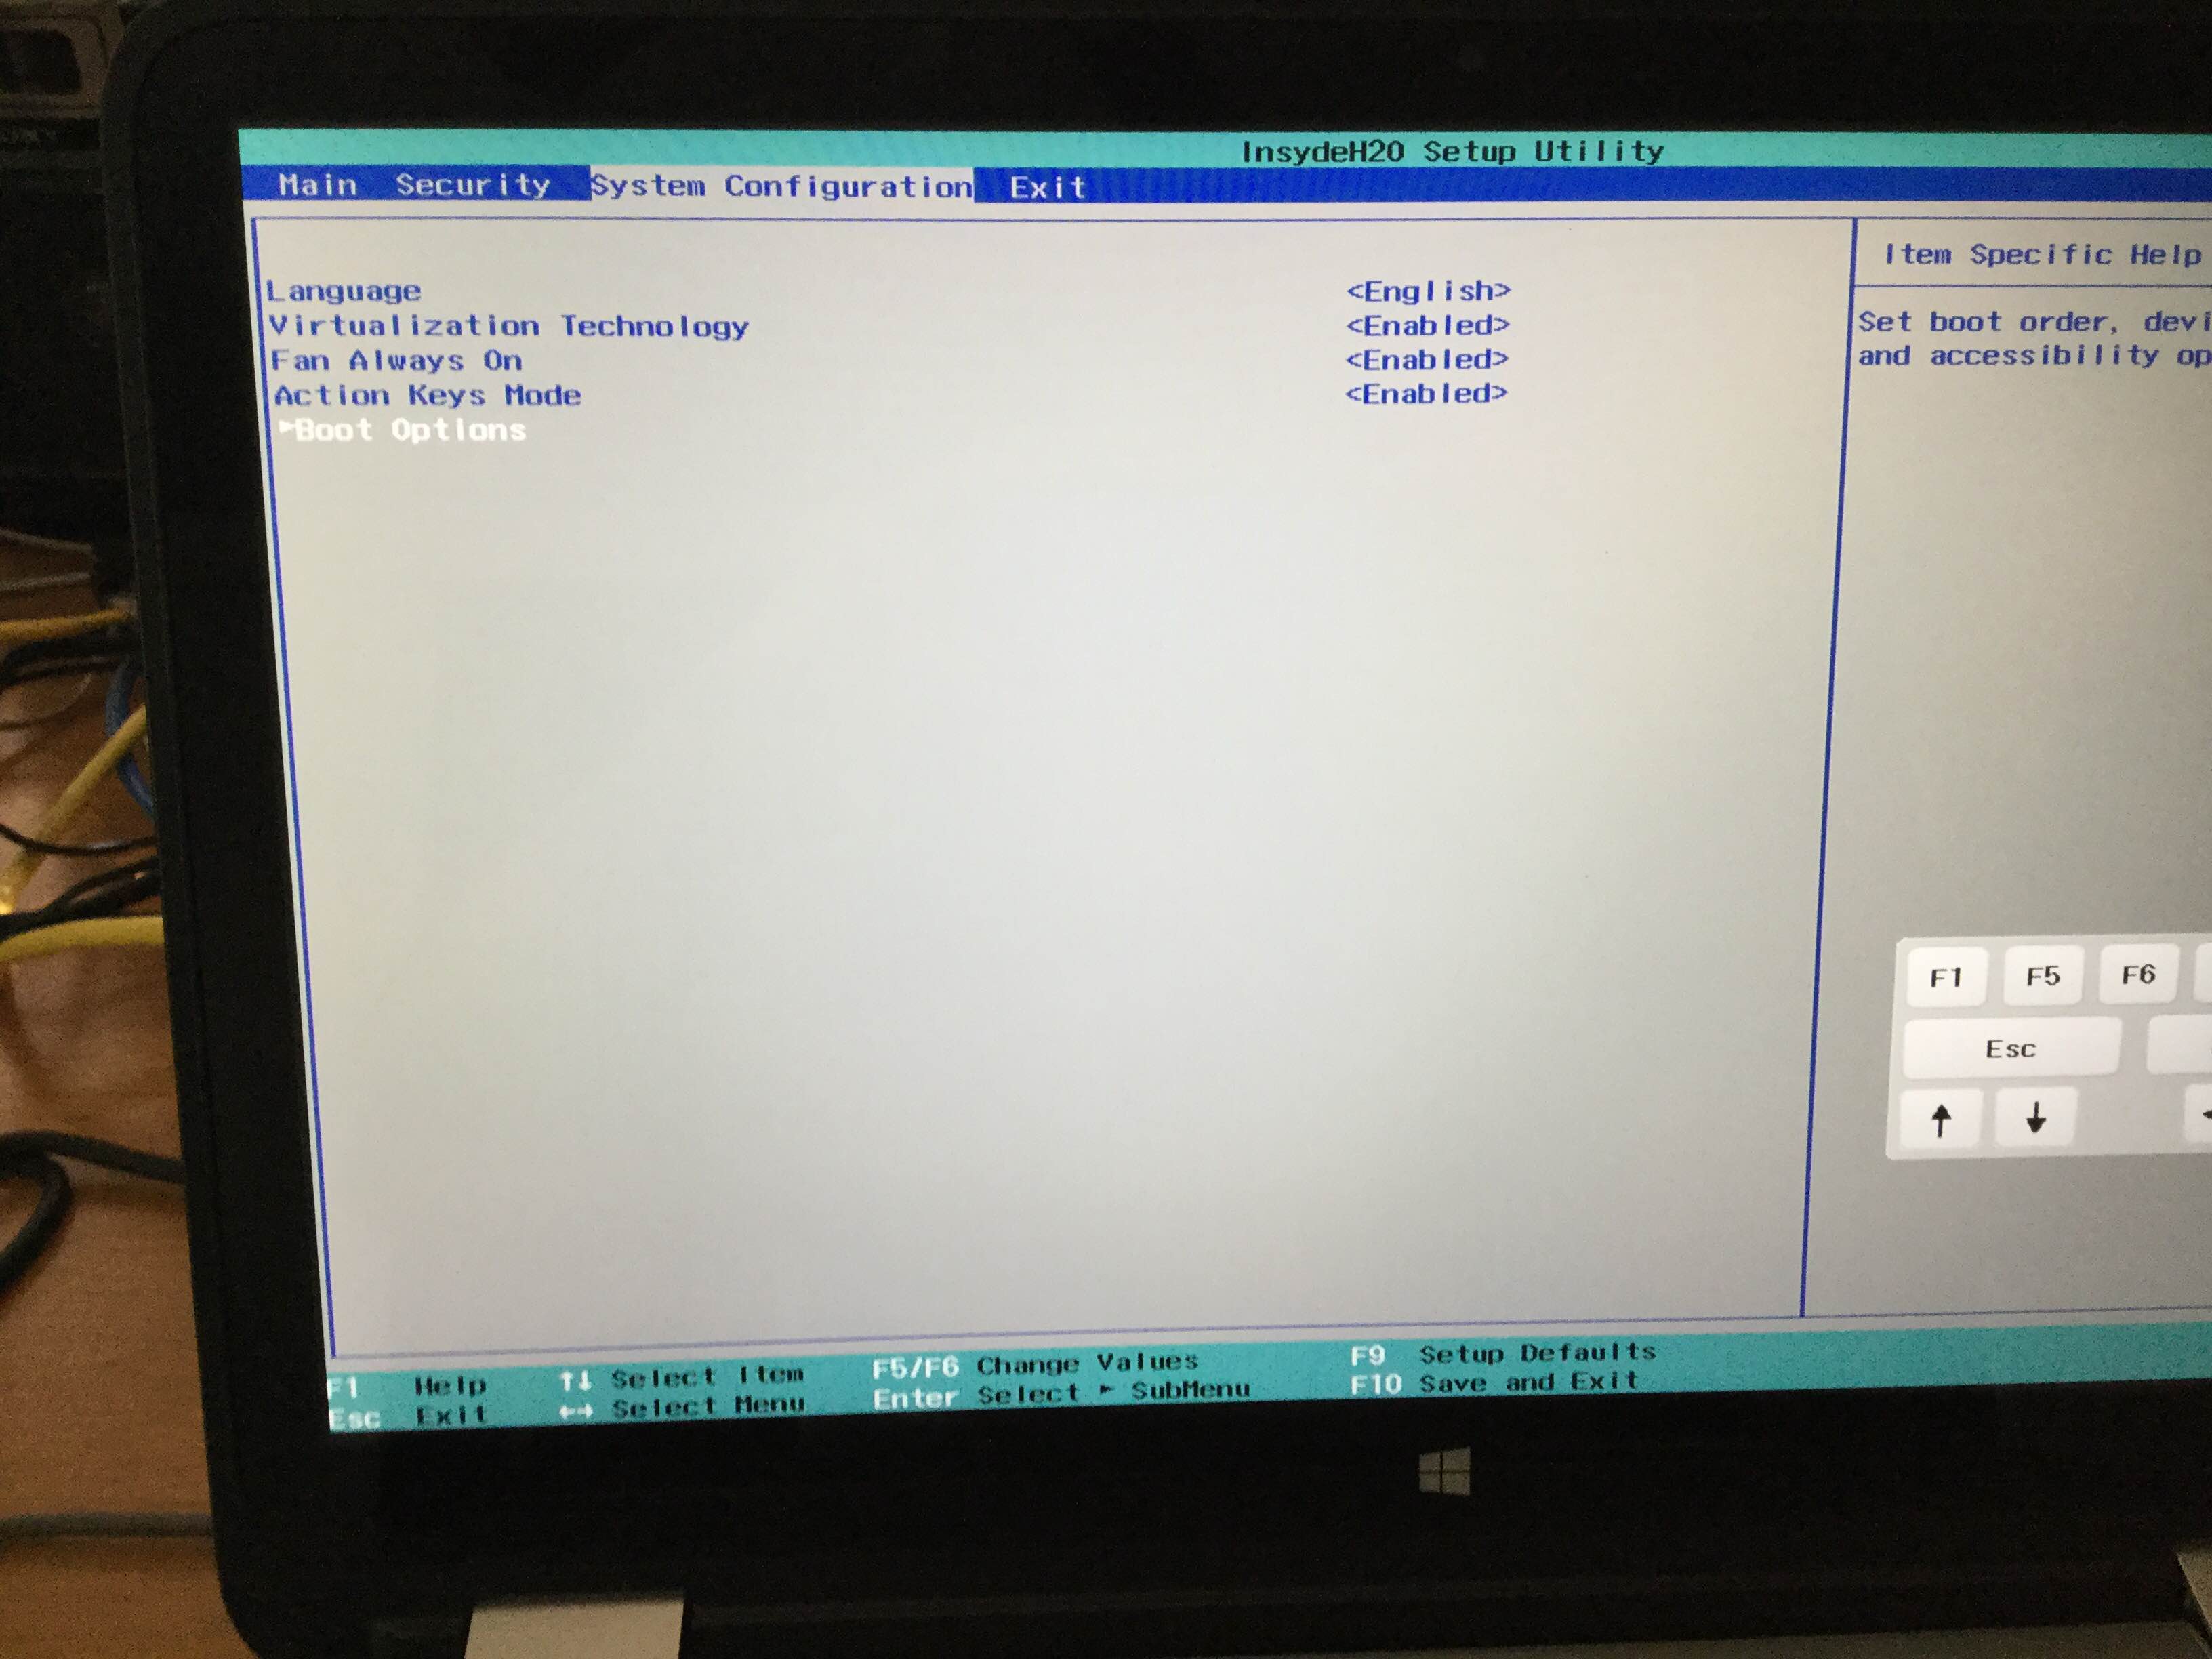 InsydeH20 Setup Utility
Main Security System Configuration Exit
Item Specific Help
Language <English>
Virtualization Technology <Enabled>
Fan Always On <Enabled>
Action Keys Mode <Enabled>
►Boot Options
Set boot order, devi
and accessibility op
F1 F5 F6
Esc
↑ ↓
F1 Help ↑↓ Select Item F5/F6 Change Values F9 Setup Defaults
Esc Exit ←→ Select Menu Enter Select ► SubMenu F10 Save and Exit